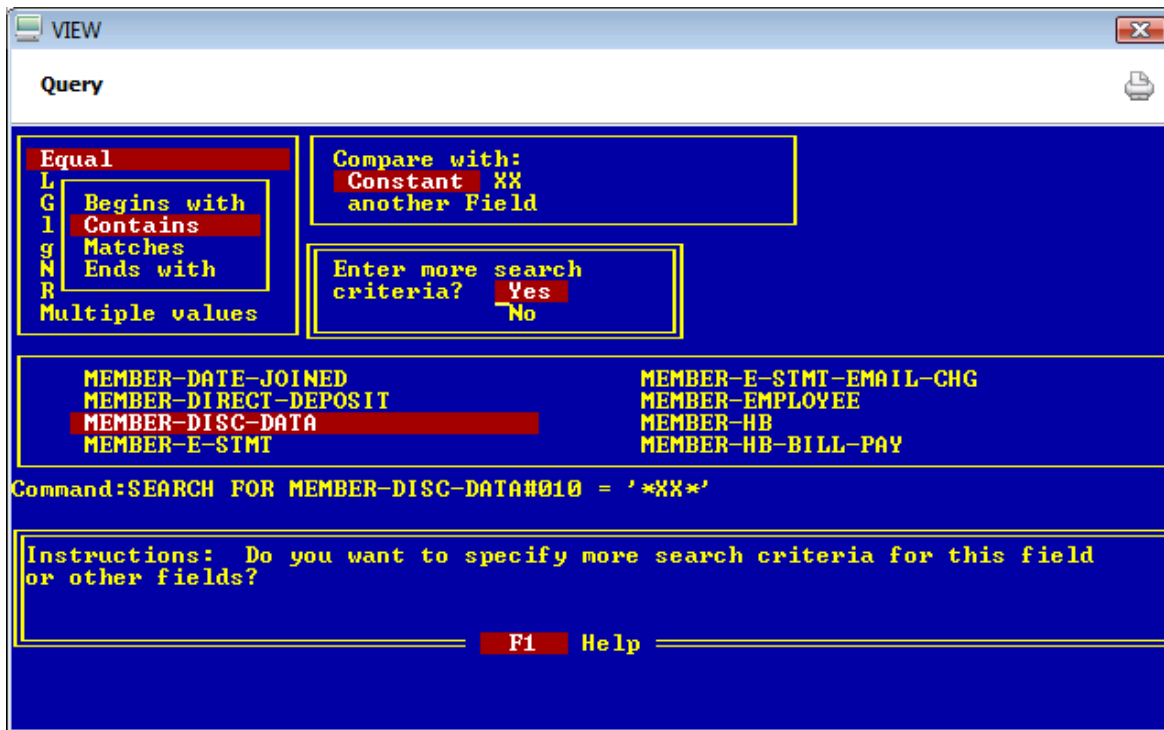 VIEW
Query
Equal
L
G
l
g
N
R
Multiple values
Begins with
Contains
Matches
Ends with
Compare with:
Constant XX
another Field
Enter more search
criteria? Yes
No
MEMBER-DATE-JOINED MEMBER-E-STMT-EMAIL-CHG
MEMBER-DIRECT-DEPOSIT MEMBER-EMPLOYEE
MEMBER-DISC-DATA MEMBER-HB
MEMBER-E-STMT MEMBER-HB-BILL-PAY
Command:SEARCH FOR MEMBER-DISC-DATA#010 = '*XX*'
Instructions: Do you want to specify more search criteria for this field
or other fields?
F1 Help